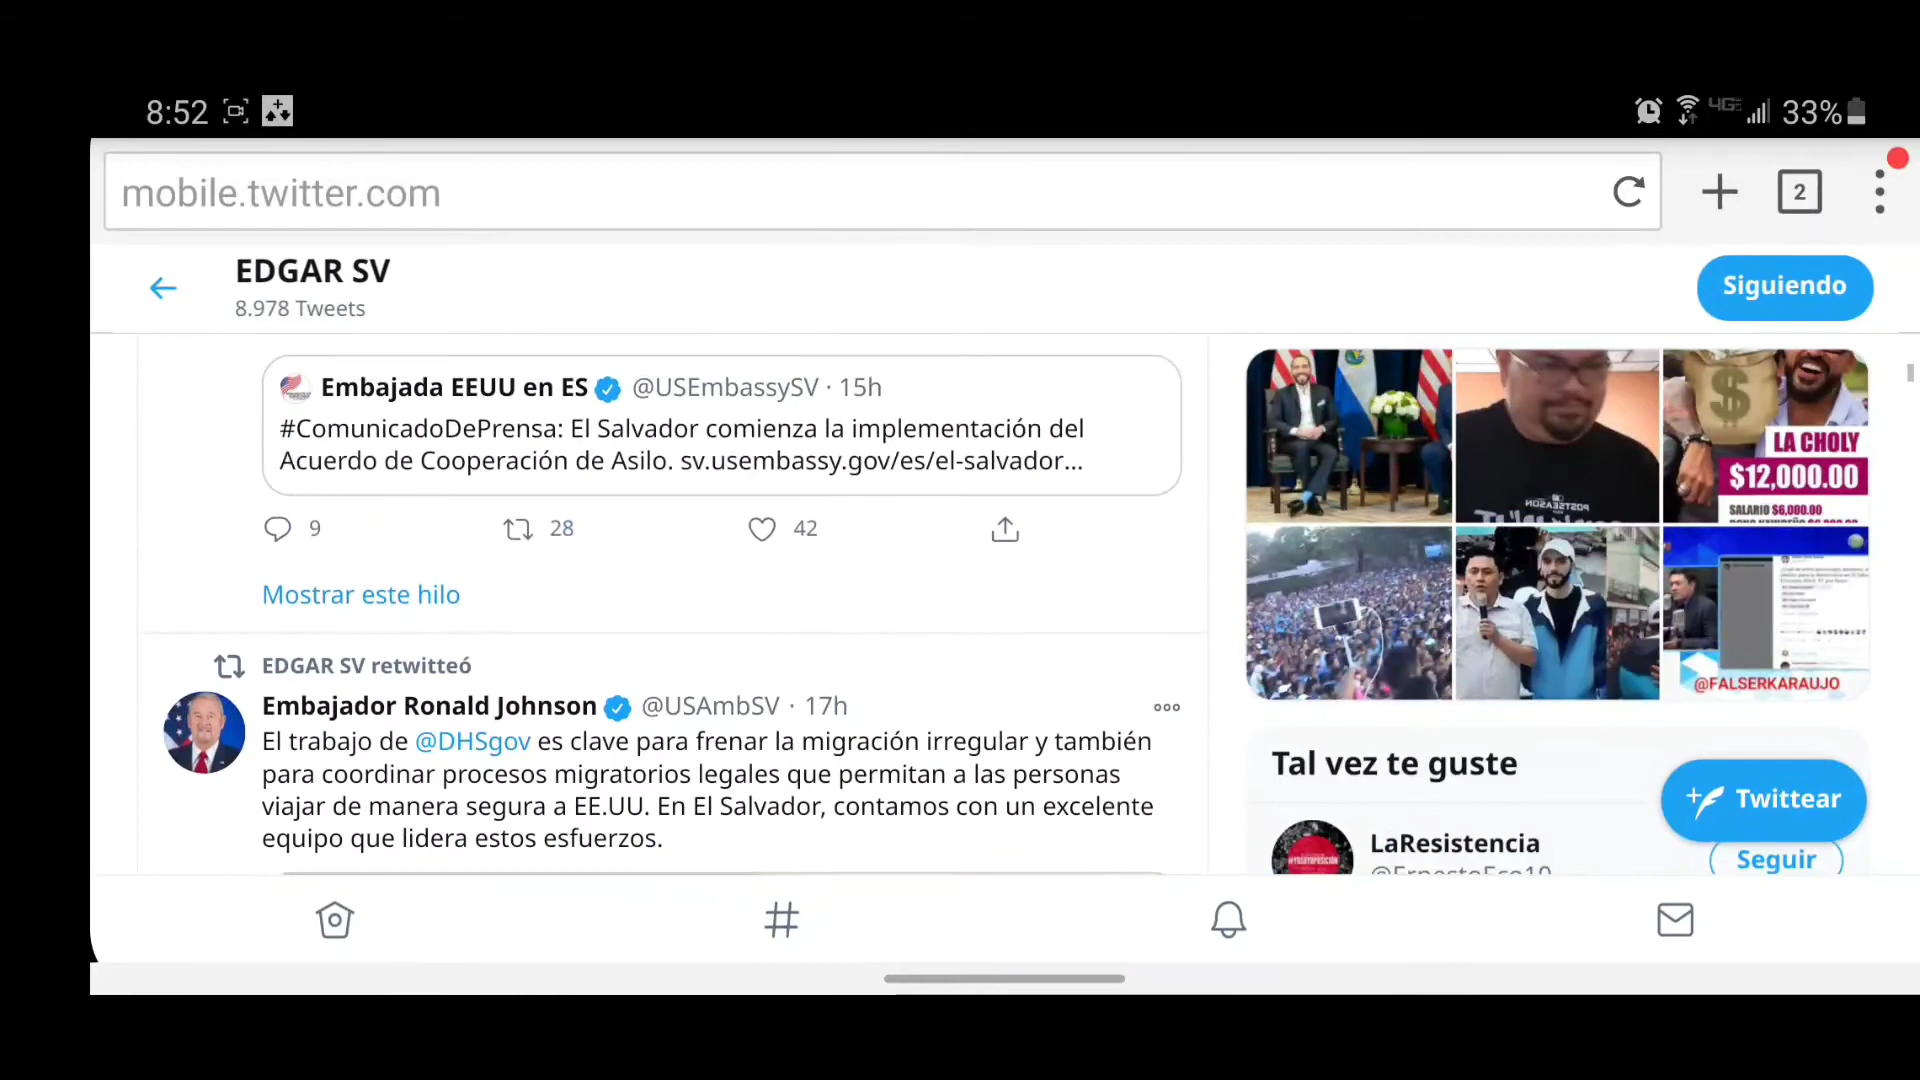 8:52
4GE 33%
mobile.twitter.com
2
EDGAR SV
8.978 Tweets
Siguiendo
Embajada EEUU en ES @USEmbassySV · 15h
#ComunicadoDePrensa: El Salvador comienza la implementación del
Acuerdo de Cooperación de Asilo. sv.usembassy.gov/es/el-salvador...
9 28 42
Mostrar este hilo
EDGAR SV retwitteó
Embajador Ronald Johnson @USAmbSV · 17h
El trabajo de @DHSgov es clave para frenar la migración irregular y también
para coordinar procesos migratorios legales que permitan a las personas
viajar de manera segura a EE.UU. En El Salvador, contamos con un excelente
equipo que lidera estos esfuerzos.
POSTSEASON
$
LA CHOLY
$12,000.00
SALARIO $6,000.00
@FALSERKARAUJO
Tal vez te guste
Twittear
LaResistencia
@ErnestoEco10
Seguir